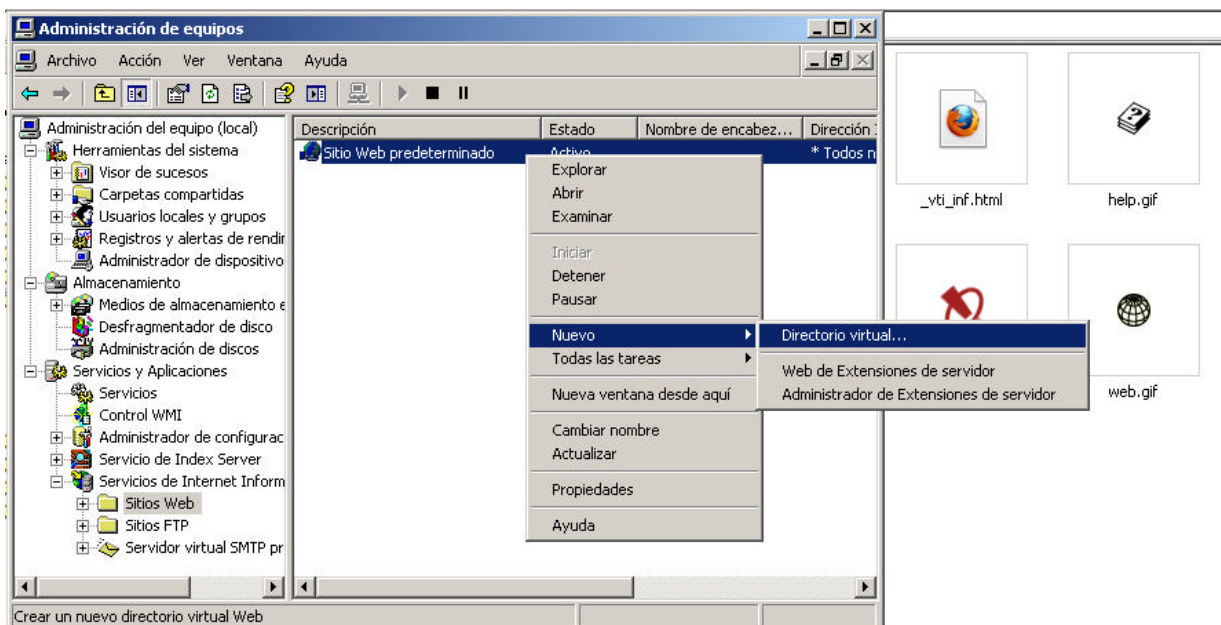 Administración de equipos
Archivo Acción Ver Ventana Ayuda
Administración del equipo (local)
Herramientas del sistema
Visor de sucesos
Carpetas compartidas
Usuarios locales y grupos
Registros y alertas de rendir
Administrador de dispositivo
Almacenamiento
Medios de almacenamiento e
Desfragmentador de disco
Administración de discos
Servicios y Aplicaciones
Servicios
Control WMI
Administrador de configurac
Servicio de Index Server
Servicios de Internet Inform
Sitios Web
Sitios FTP
Servidor virtual SMTP pr
Descripción Estado Nombre de encabez... Dirección
Sitio Web predeterminado Activo * Todos n
Explorar
Abrir
Examinar
Iniciar
Detener
Pausar
Nuevo
Todas las tareas
Nueva ventana desde aquí
Cambiar nombre
Actualizar
Propiedades
Ayuda
Directorio virtual...
Web de Extensiones de servidor
Administrador de Extensiones de servidor
_vti_inf.html
help.gif
web.gif
Crear un nuevo directorio virtual Web